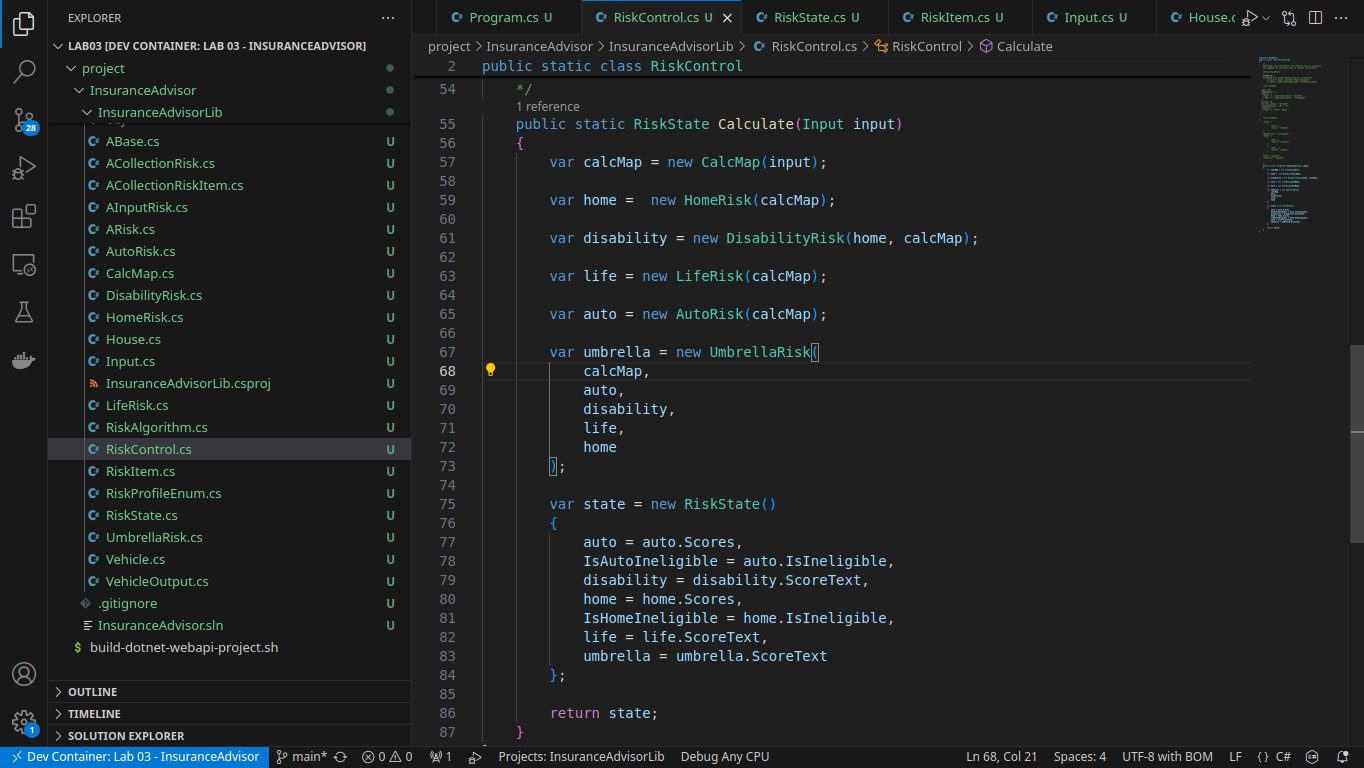 EXPLORER
LAB03 [DEV CONTAINER: LAB 03 - INSURANCEADVISOR]
project
InsuranceAdvisor
InsuranceAdvisorLib
ABase.cs U
ACollectionRisk.cs U
ACollectionRiskItem.cs U
AInputRisk.cs U
ARisk.cs U
AutoRisk.cs U
CalcMap.cs U
DisabilityRisk.cs U
HomeRisk.cs U
House.cs U
Input.cs U
InsuranceAdvisorLib.csproj U
LifeRisk.cs U
RiskAlgorithm.cs U
RiskControl.cs U
RiskItem.cs U
RiskProfileEnum.cs U
RiskState.cs U
UmbrellaRisk.cs U
Vehicle.cs U
VehicleOutput.cs U
.gitignore U
InsuranceAdvisor.sln U
$ build-dotnet-webapi-project.sh
OUTLINE
TIMELINE
SOLUTION EXPLORER
28
1
Program.cs U RiskControl.cs U RiskState.cs U RiskItem.cs U Input.cs U House.c
project > InsuranceAdvisor > InsuranceAdvisorLib > RiskControl.cs > RiskControl > Calculate
2 public static class RiskControl
54 */
1 reference
55 public static RiskState Calculate(Input input)
56 {
57 var calcMap = new CalcMap(input);
58
59 var home =  new HomeRisk(calcMap);
60
61 var disability = new DisabilityRisk(home, calcMap);
62
63 var life = new LifeRisk(calcMap);
64
65 var auto = new AutoRisk(calcMap);
66
67 var umbrella = new UmbrellaRisk(
68 calcMap,
69 auto,
70 disability,
71 life,
72 home
73 );
74
75 var state = new RiskState()
76 {
77 auto = auto.Scores,
78 IsAutoIneligible = auto.IsIneligible,
79 disability = disability.ScoreText,
80 home = home.Scores,
81 IsHomeIneligible = home.IsIneligible,
82 life = life.ScoreText,
83 umbrella = umbrella.ScoreText
84 };
85
86 return state;
87 }
Dev Container: Lab 03 - InsuranceAdvisor main* 0 0 1 Projects: InsuranceAdvisorLib Debug Any CPU Ln 68, Col 21 Spaces: 4 UTF-8 with BOM LF {} C#